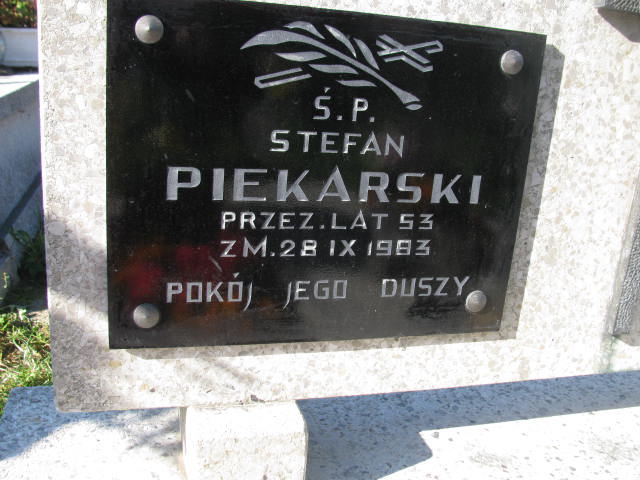 Ś.P.
STEFAN
PIEKARSKI
PRZEZ. LAT 53
ZM. 28 IX 1983
POKÓJ JEGO DUSZY